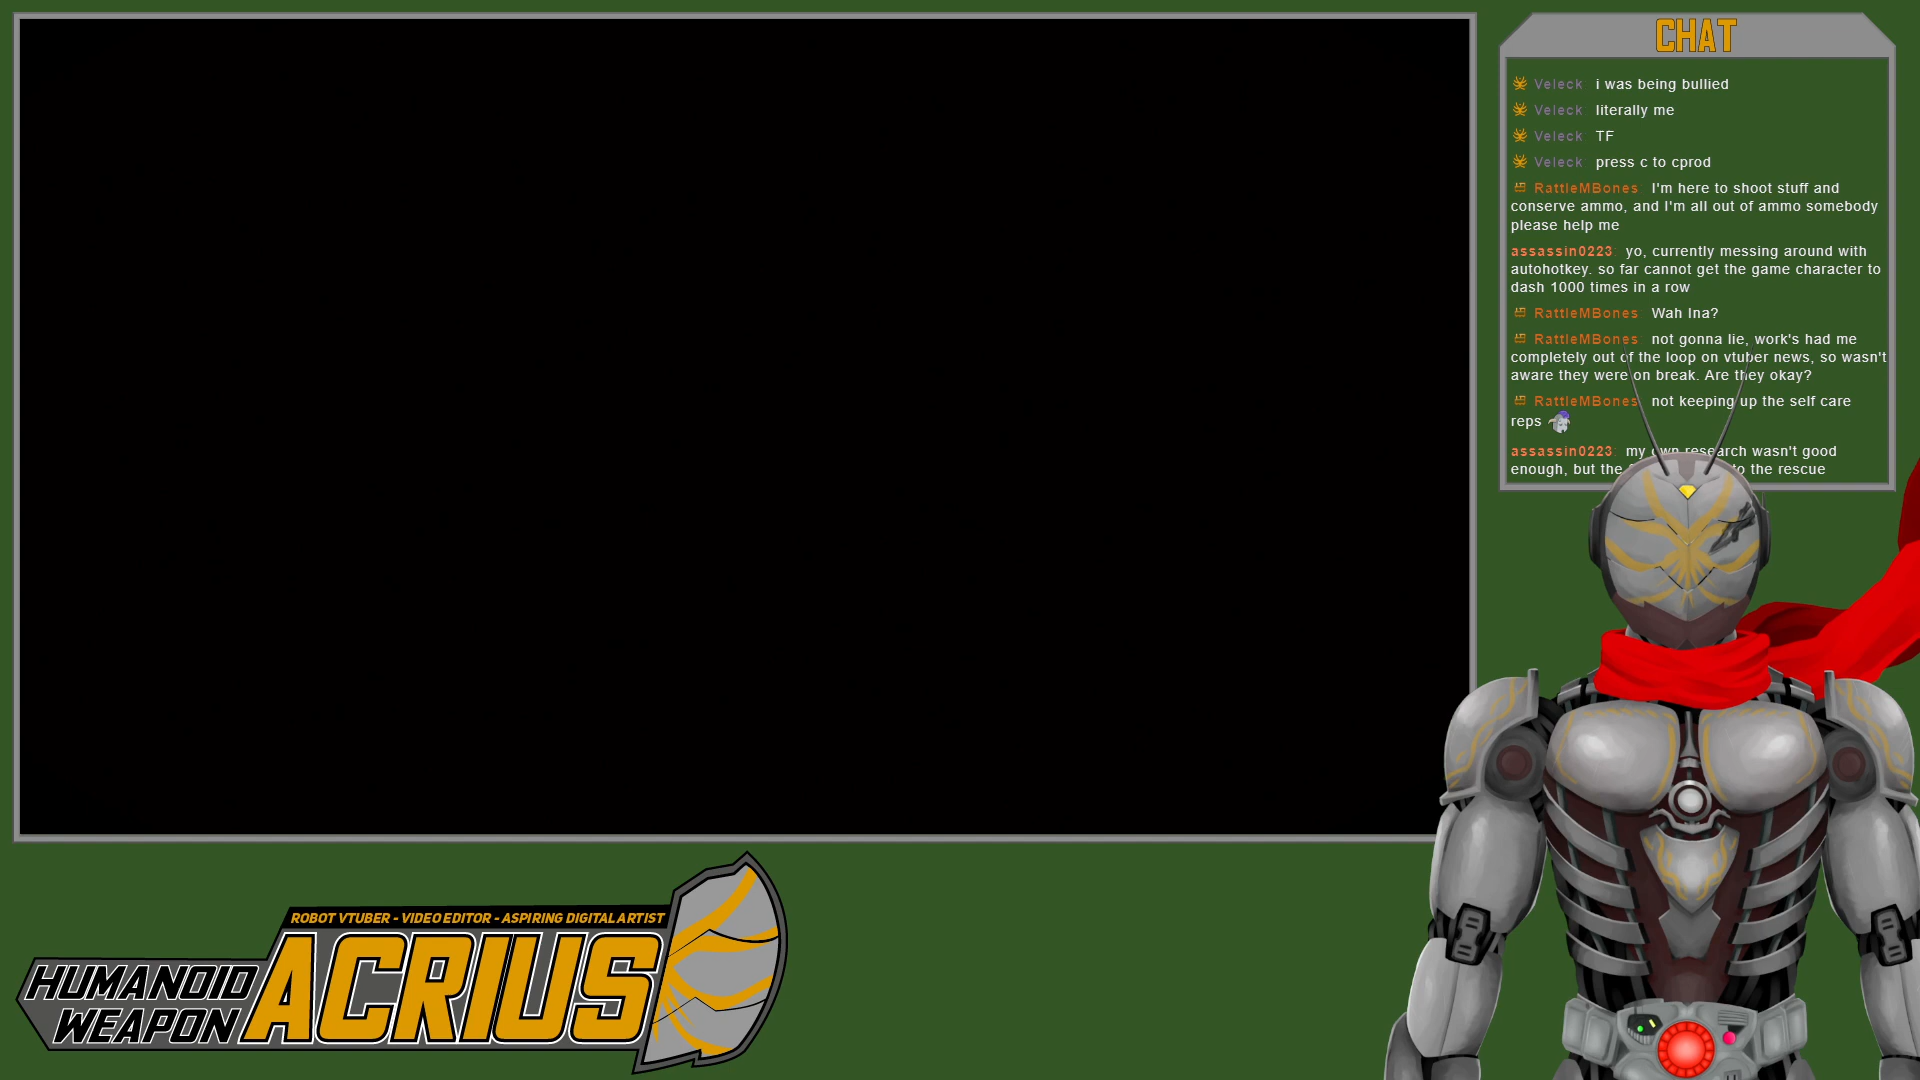 CHAT
Veleck: i was being bullied
Veleck: literally me
Veleck: TF
Veleck: press c to cprod
RattleMBones: I'm here to shoot stuff and
conserve ammo, and I'm all out of ammo somebody
please help me
assassin0223: yo, currently messing around with
autohotkey. so far cannot get the game character to
dash 1000 times in a row
RattleMBones: Wah Ina?
RattleMBones: not gonna lie, work's had me
completely out of the loop on vtuber news, so wasn't
aware they were on break. Are they okay?
RattleMBones: not keeping up the self care
reps
assassin0223: my own research wasn't good
enough, but the to the rescue
ROBOT VTUBER - VIDEO EDITOR - ASPIRING DIGITAL ARTIST
HUMANOID
WEAPON
ACRIUS